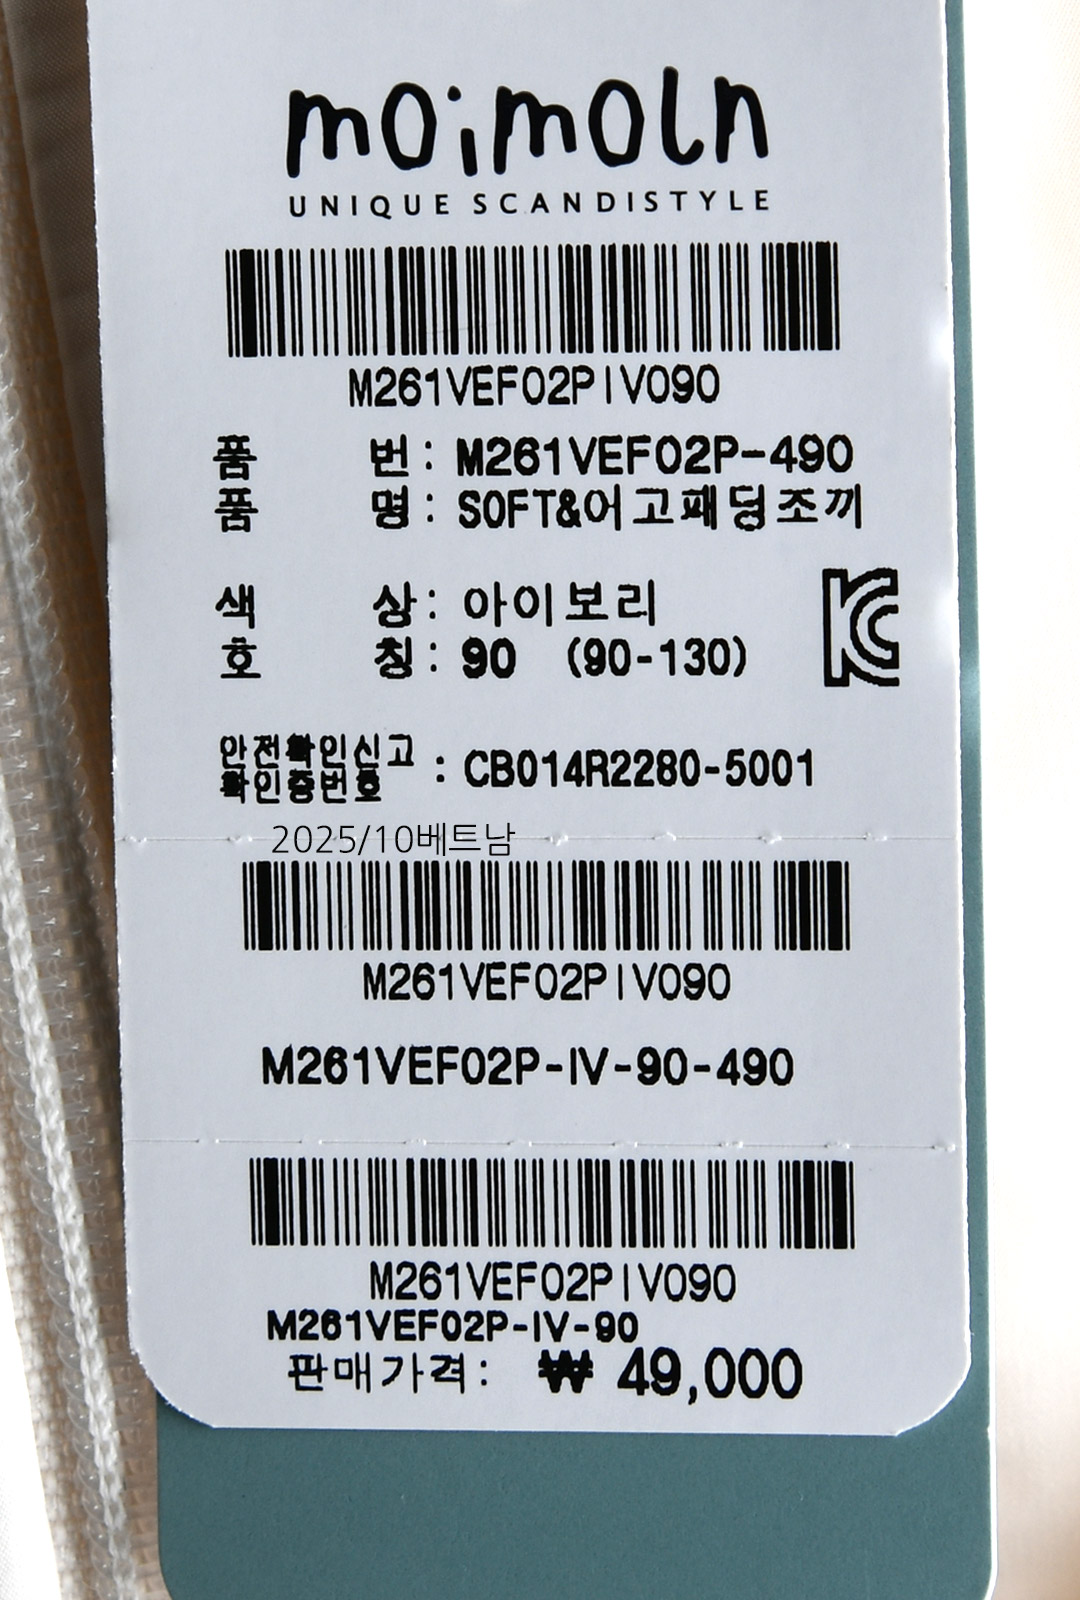 moimoln
UNIQUE SCANDISTYLE
M261VEF02PIV090
품 번 : M261VEF02P-490
품 명 : SOFT&어고패딩조끼
색 상 : 아이보리
호 칭 : 90 (90-130)
안전확인신고
확인증번호 : CB014R2280-5001
2025/10베트남
M261VEF02PIV090
M261VEF02P-IV-90-490
M261VEF02PIV090
M261VEF02P-IV-90
판매가격: ₩ 49,000